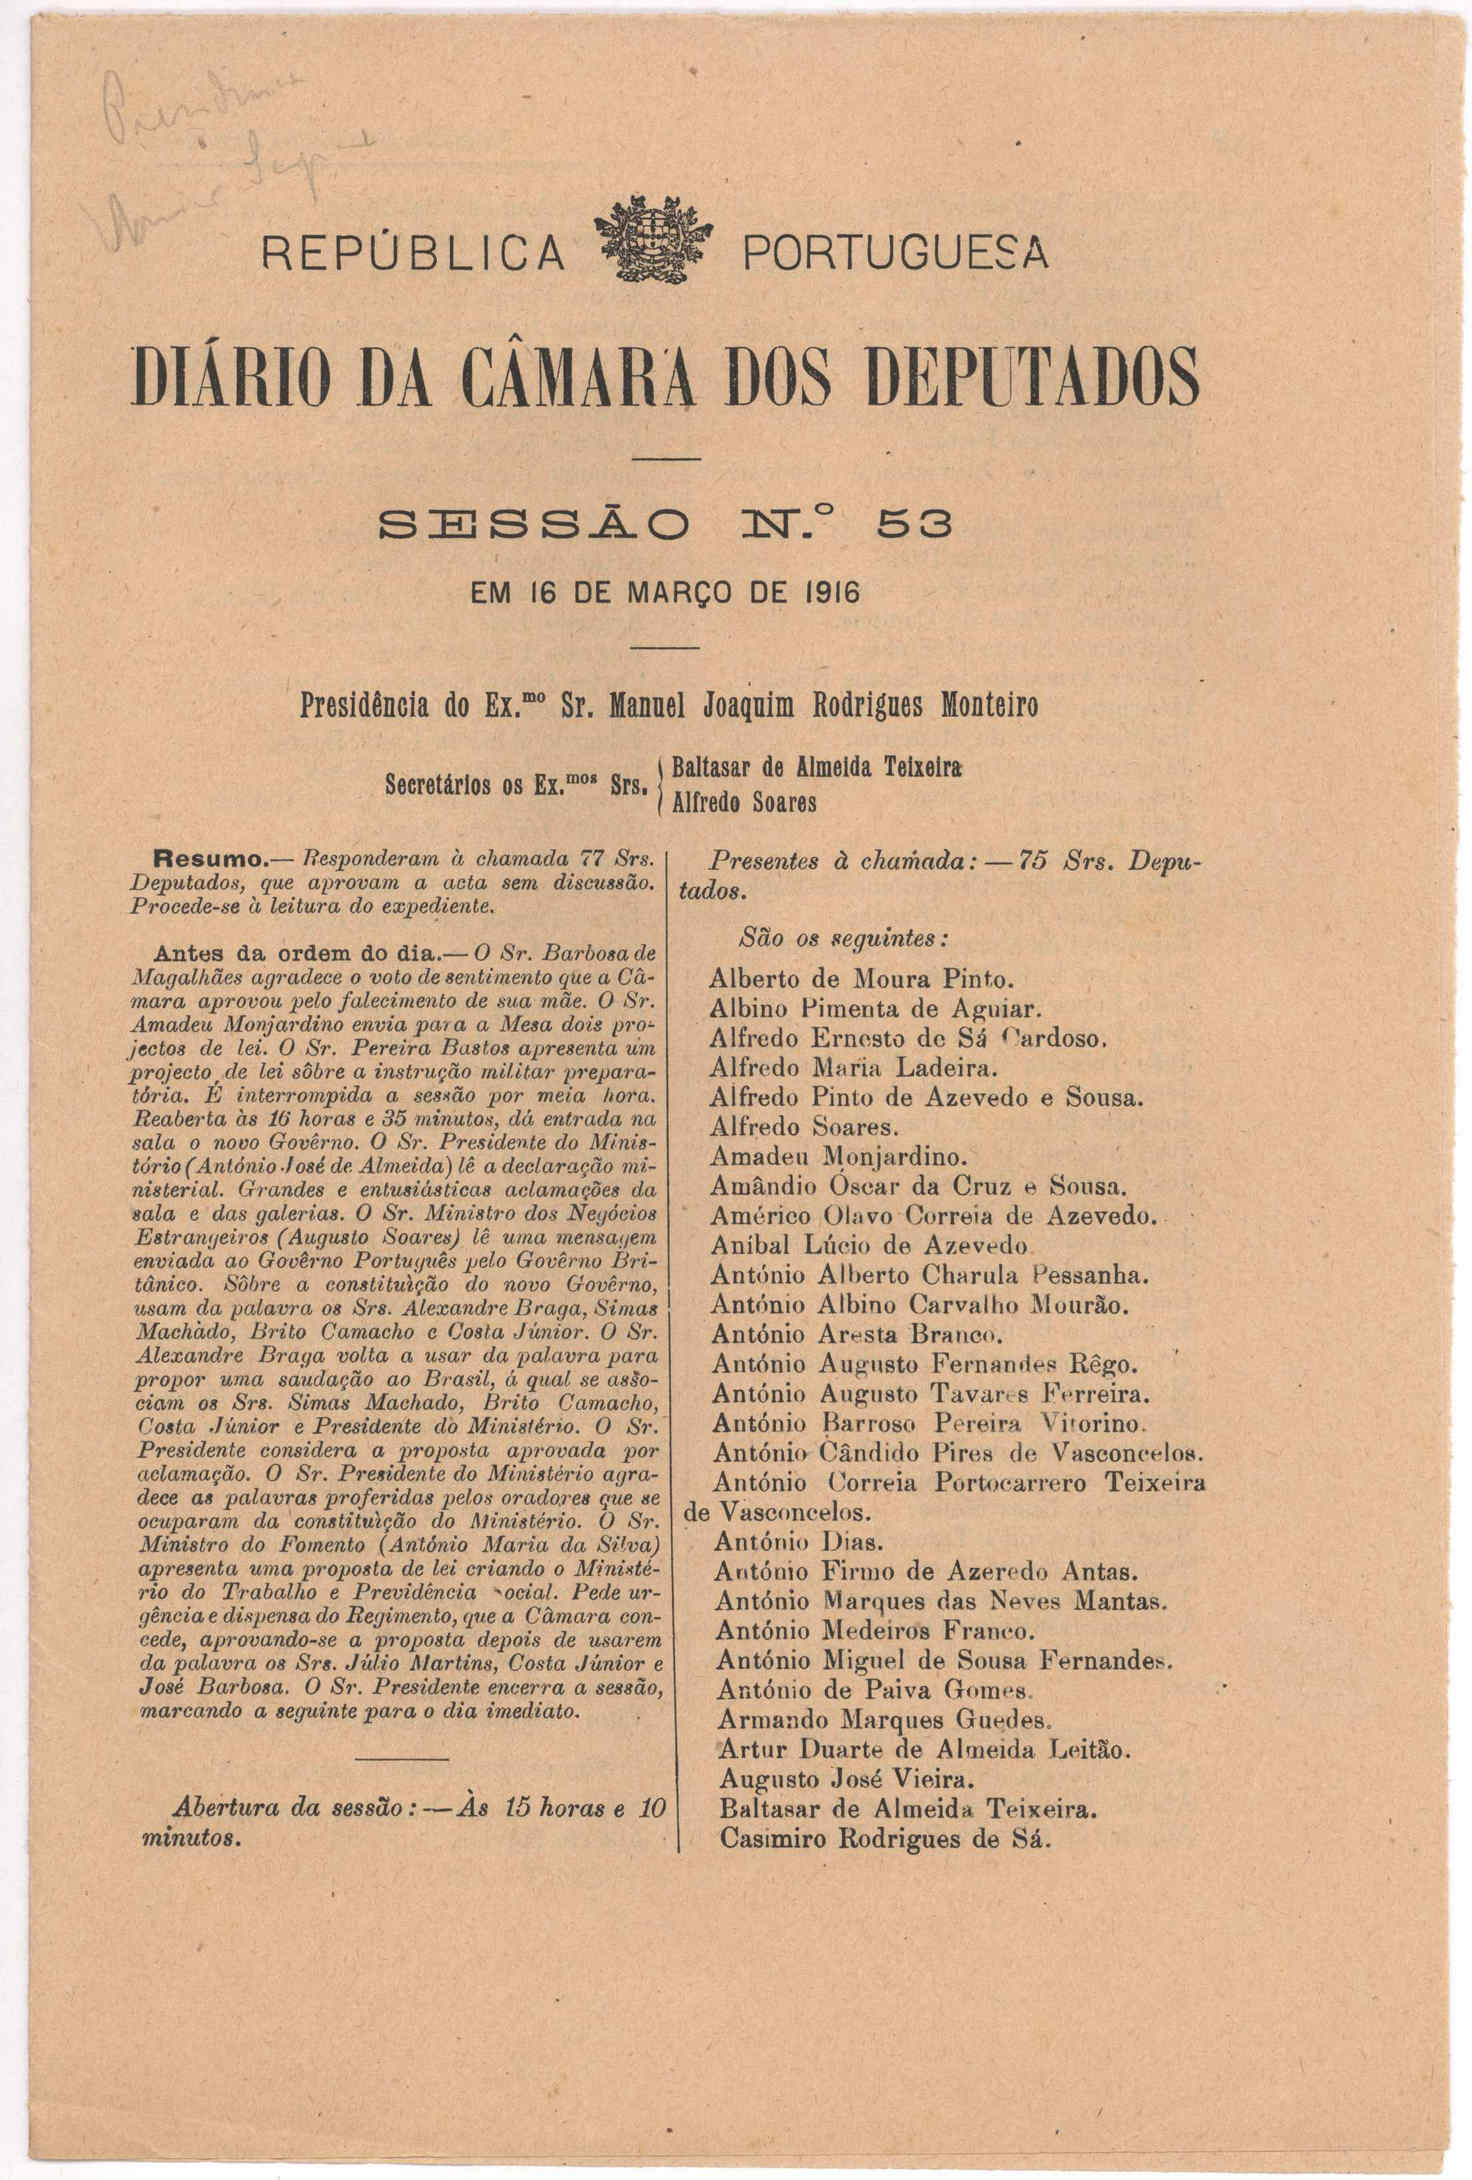 REPÚBLICA PORTUGUESA
DIÁRIO DA CÂMARA DOS DEPUTADOS
SESSÃO N.º 53
EM 16 DE MARÇO DE 1916
Presidência do Ex.mo Sr. Manuel Joaquim Rodrigues Monteiro
Secretários os Ex.mos Srs.
Baltasar de Almeida Teixeira
Alfredo Soares
Resumo.— Responderam à chamada 77 Srs.
Deputados, que aprovam a acta sem discussão.
Procede-se à leitura do expediente.
Antes da ordem do dia.— O Sr. Barbosa de
Magalhães agradece o voto de sentimento que a Câ-
mara aprovou pelo falecimento de sua mãe. O Sr.
Amadeu Monjardino envia para a Mesa dois pro-
jectos de lei. O Sr. Pereira Bastos apresenta um
projecto de lei sôbre a instrução militar prepara-
tória. É interrompida a sessão por meia hora.
Reaberta às 16 horas e 35 minutos, dá entrada na
sala o novo Govêrno. O Sr. Presidente do Minis-
tório (António José de Almeida) lê a declaração mi-
nisterial. Grandes e entusiásticas aclamações da
sala e das galerias. O Sr. Ministro dos Negócios
Estrangeiros (Augusto Soares) lê uma mensagem
enviada ao Govêrno Português pelo Govêrno Bri-
tânico. Sôbre a constituìção do novo Govêrno,
usam da palavra os Srs. Alexandre Braga, Simas
Machado, Brito Camacho e Costa Júnior. O Sr.
Alexandre Braga volta a usar da palavra para
propor uma saudação ao Brasil, à qual se asso-
ciam os Srs. Simas Machado, Brito Camacho,
Costa Júnior e Presidente do Ministério. O Sr.
Presidente considera a proposta aprovada por
aclamação. O Sr. Presidente do Ministério agra-
dece as palavras proferidas pelos oradores que se
ocuparam da constituìção do Ministério. O Sr.
Ministro do Fomento (António Maria da Silva)
apresenta uma proposta de lei criando o Ministé-
rio do Trabalho e Previdência ocial. Pede ur-
gência e dispensa do Regimento, que a Câmara con-
cede, aprovando-se a proposta depois de usarem
da palavra os Srs. Júlio Martins, Costa Júnior e
José Barbosa. O Sr. Presidente encerra a sessão,
marcando a seguinte para o dia imediato.
Abertura da sessão: — Às 15 horas e 10
minutos.
Presentes à chamada: — 75 Srs. Depu-
tados.
São os seguintes:
Alberto de Moura Pinto.
Albino Pimenta de Aguiar.
Alfredo Ernesto de Sá Cardoso.
Alfredo Maria Ladeira.
Alfredo Pinto de Azevedo e Sousa.
Alfredo Soares.
Amadeu Monjardino.
Amândio Óscar da Cruz e Sousa.
Américo Olavo Correia de Azevedo.
Aníbal Lúcio de Azevedo.
António Alberto Charula Pessanha.
António Albino Carvalho Mourão.
António Aresta Branco.
António Augusto Fernandes Rêgo.
António Augusto Tavares Ferreira.
António Barroso Pereira Vitorino.
António Cândido Pires de Vasconcelos.
António Correia Portocarrero Teixeira
de Vasconcelos.
António Dias.
António Firmo de Azeredo Antas.
António Marques das Neves Mantas.
António Medeiros Franco.
António Miguel de Sousa Fernandes.
António de Paiva Gomes.
Armando Marques Guedes.
Artur Duarte de Almeida Leitão.
Augusto José Vieira.
Baltasar de Almeida Teixeira.
Casimiro Rodrigues de Sá.